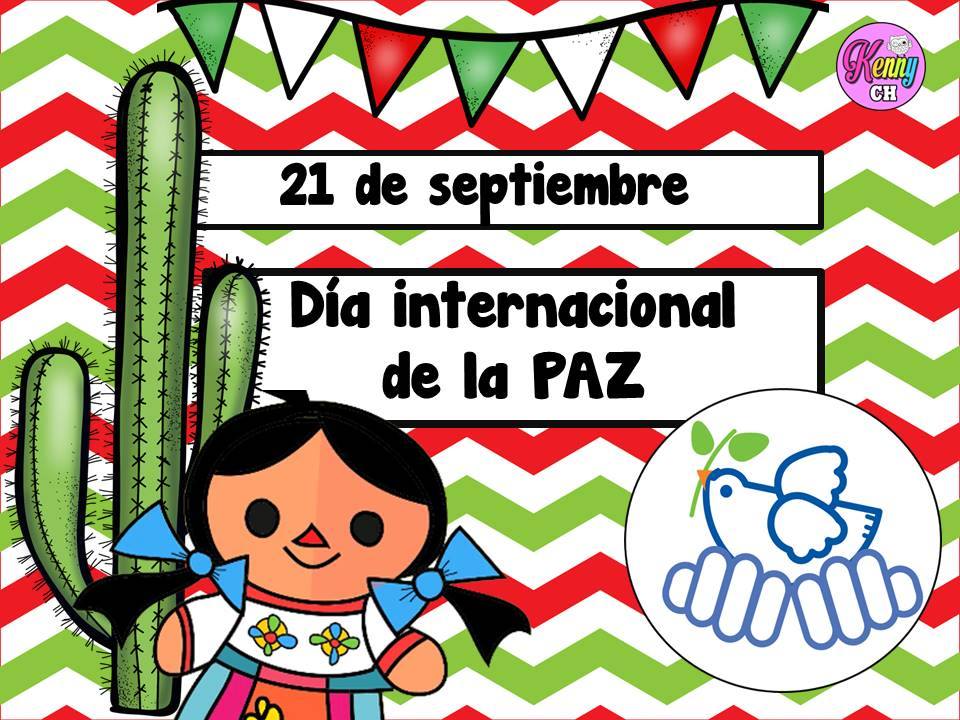 Kenny
CH
21 de septiembre
Día internacional
de la PAZ